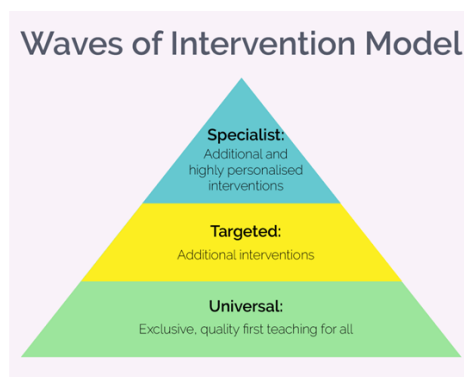 Waves of Intervention Model
Specialist:
Additional and
highly personalised
interventions
Targeted:
Additional interventions
Universal:
Exclusive, quality first teaching for all